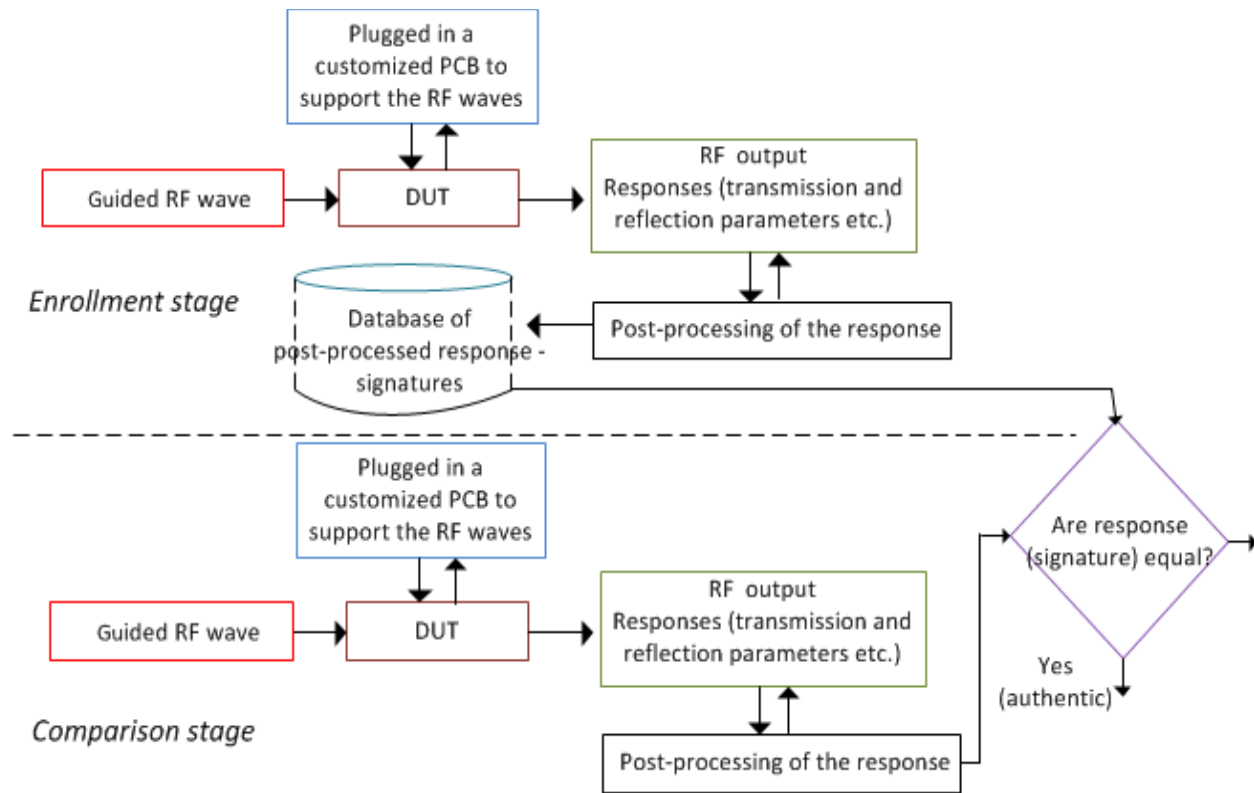 Plugged in a
customized PCB to
support the RF waves
Guided RF wave
DUT
RF output
Responses (transmission and
reflection parameters etc.)
Enrollment stage
Database of
post-processed response -
signatures
Post-processing of the response
Plugged in a
customized PCB to
support the RF waves
Guided RF wave
DUT
RF output
Responses (transmission and
reflection parameters etc.)
Are response
(signature) equal?
Yes
(authentic)
Comparison stage
Post-processing of the response